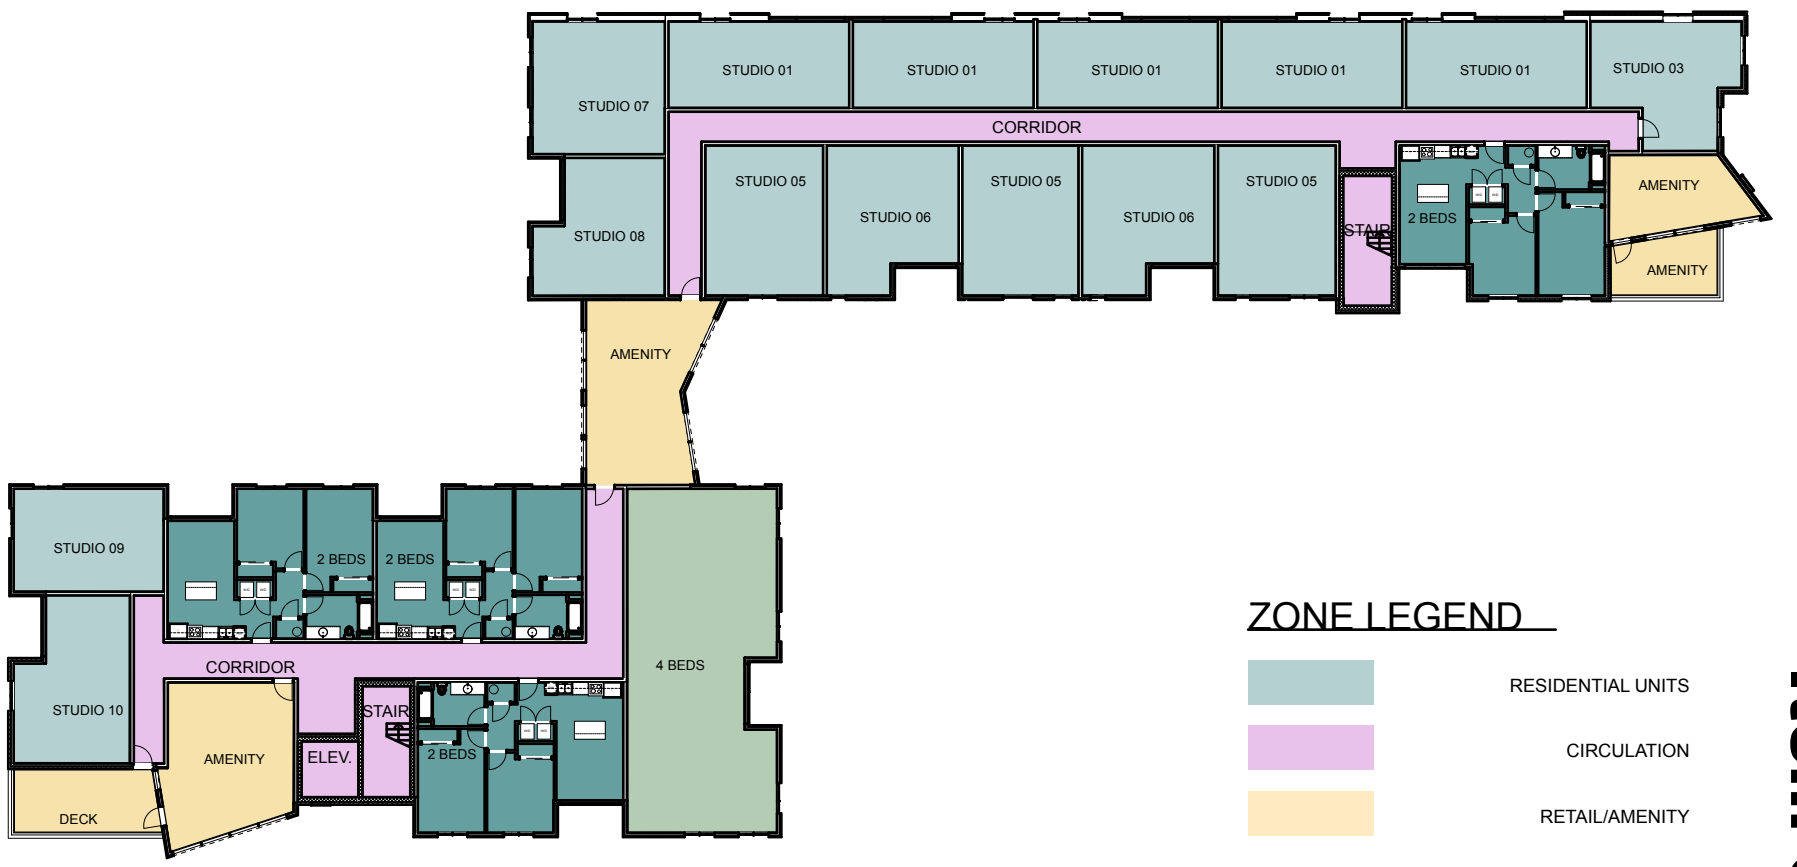 STUDIO 01
STUDIO 01
STUDIO 01
STUDIO 01
STUDIO 01
STUDIO 03
STUDIO 07
CORRIDOR
STUDIO 05
STUDIO 05
STUDIO 05
AMENITY
STUDIO 06
STUDIO 06
2 BEDS
STAIR
STUDIO 08
AMENITY
AMENITY
STUDIO 09
2 BEDS
2 BEDS
CORRIDOR
4 BEDS
STUDIO 10
STAIR
2 BEDS
AMENITY
ELEV.
DECK
ZONE LEGEND
RESIDENTIAL UNITS
CIRCULATION
RETAIL/AMENITY